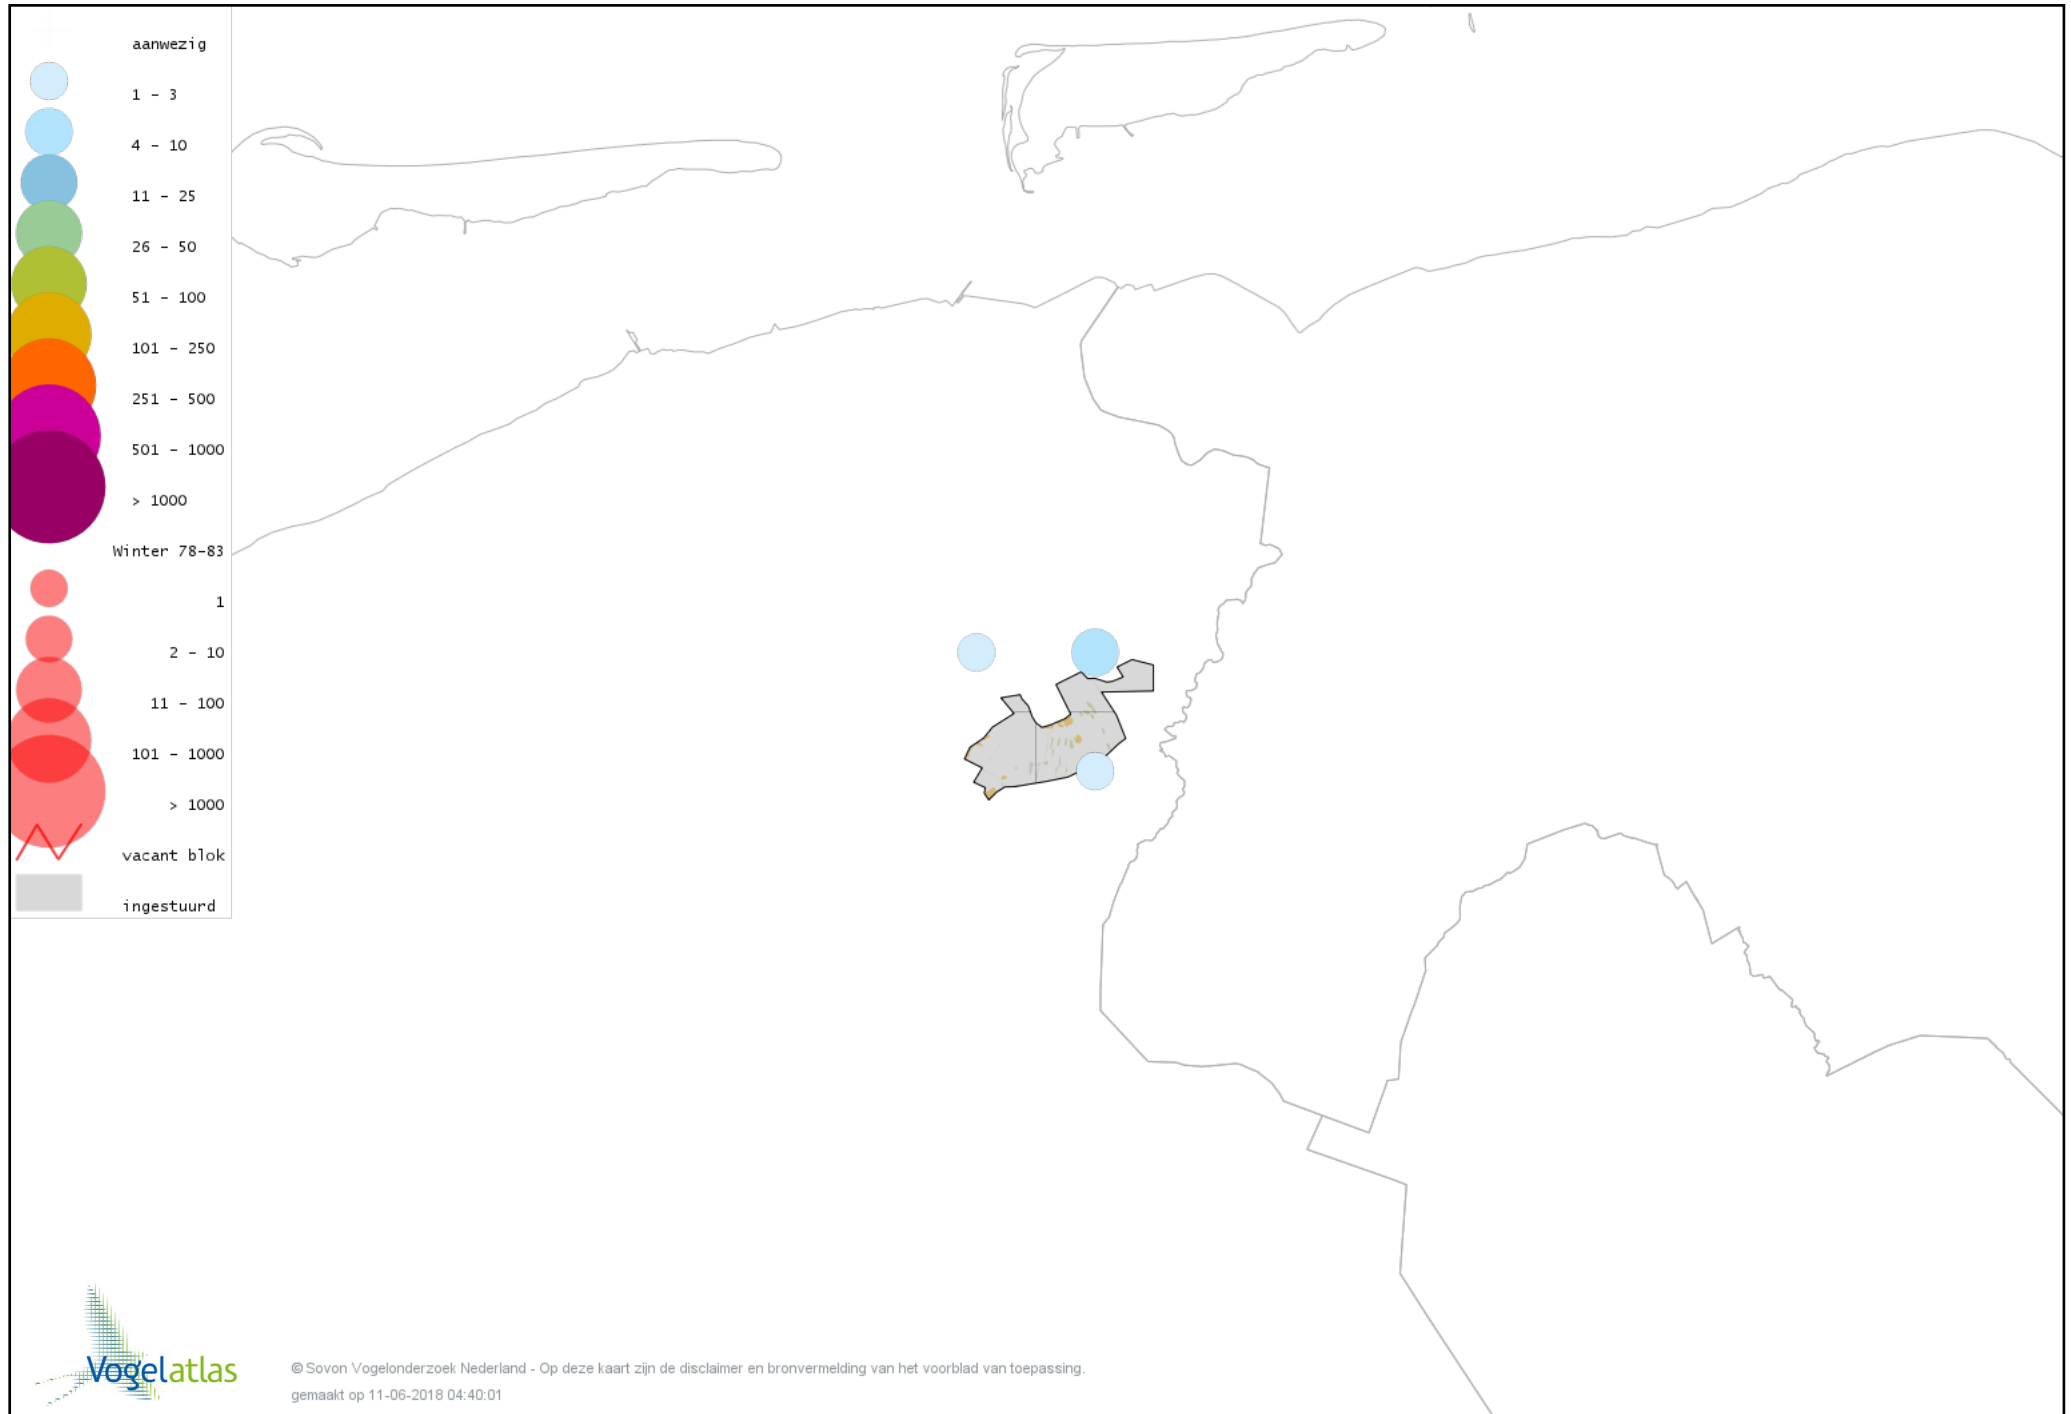 aanwezig
1 - 3
4 - 10
11 - 25
26 - 50
51 - 100
101 - 250
251 - 500
501 - 1000
> 1000
Winter 78-83
1
2 - 10
11 - 100
101 - 1000
> 1000
vacant blok
ingestuurd
Vogelatlas
© Sovon Vogelonderzoek Nederland - Op deze kaart zijn de disclaimer en bronvermelding van het voorblad van toepassing.
gemaakt op 11-06-2018 04:40:01